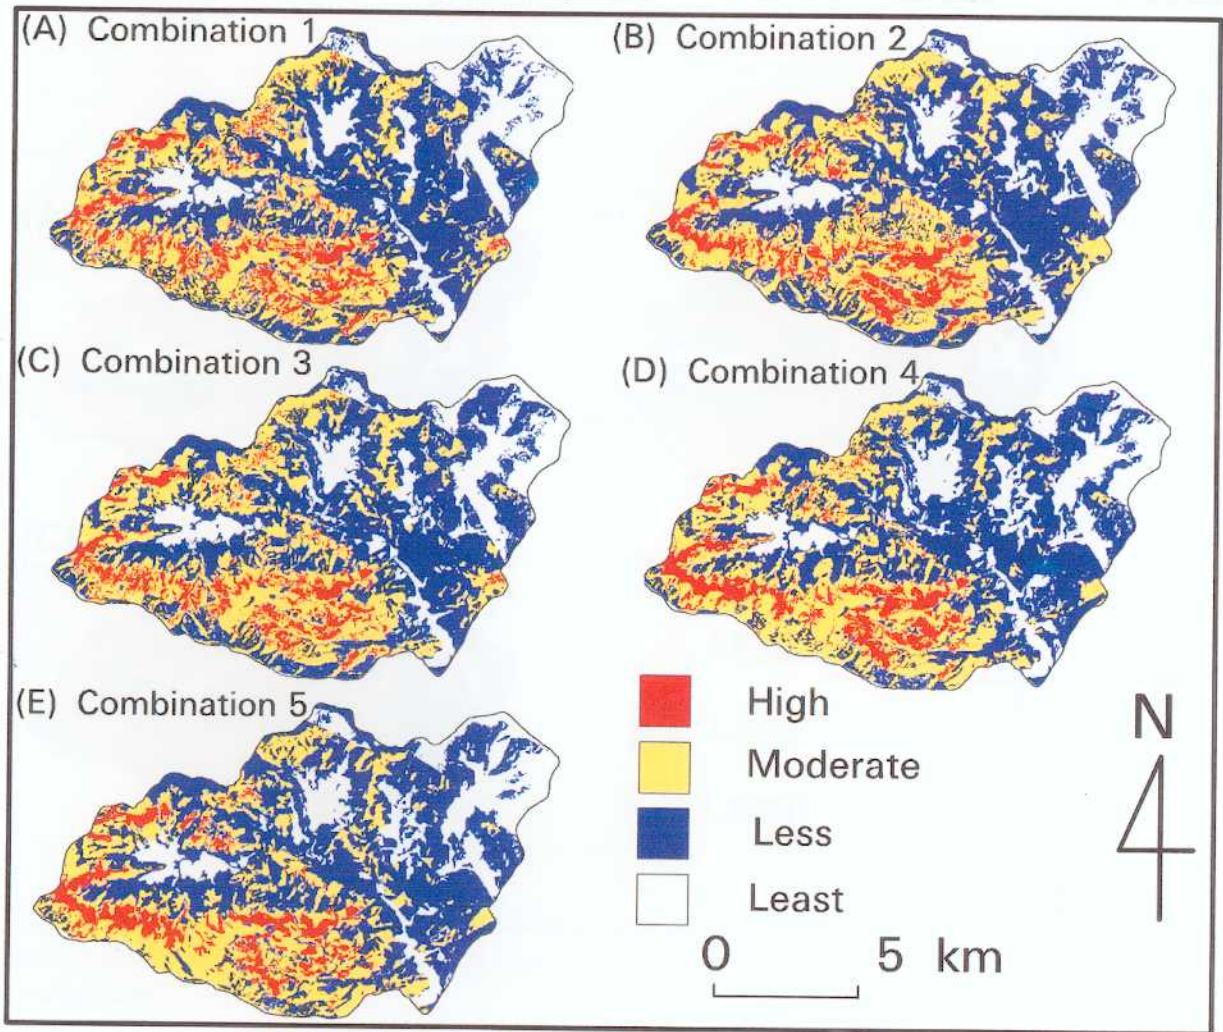 (A) Combination 1
(B) Combination 2
(C) Combination 3
(D) Combination 4
(E) Combination 5
High
Moderate
Less
Least
N
0 5 km